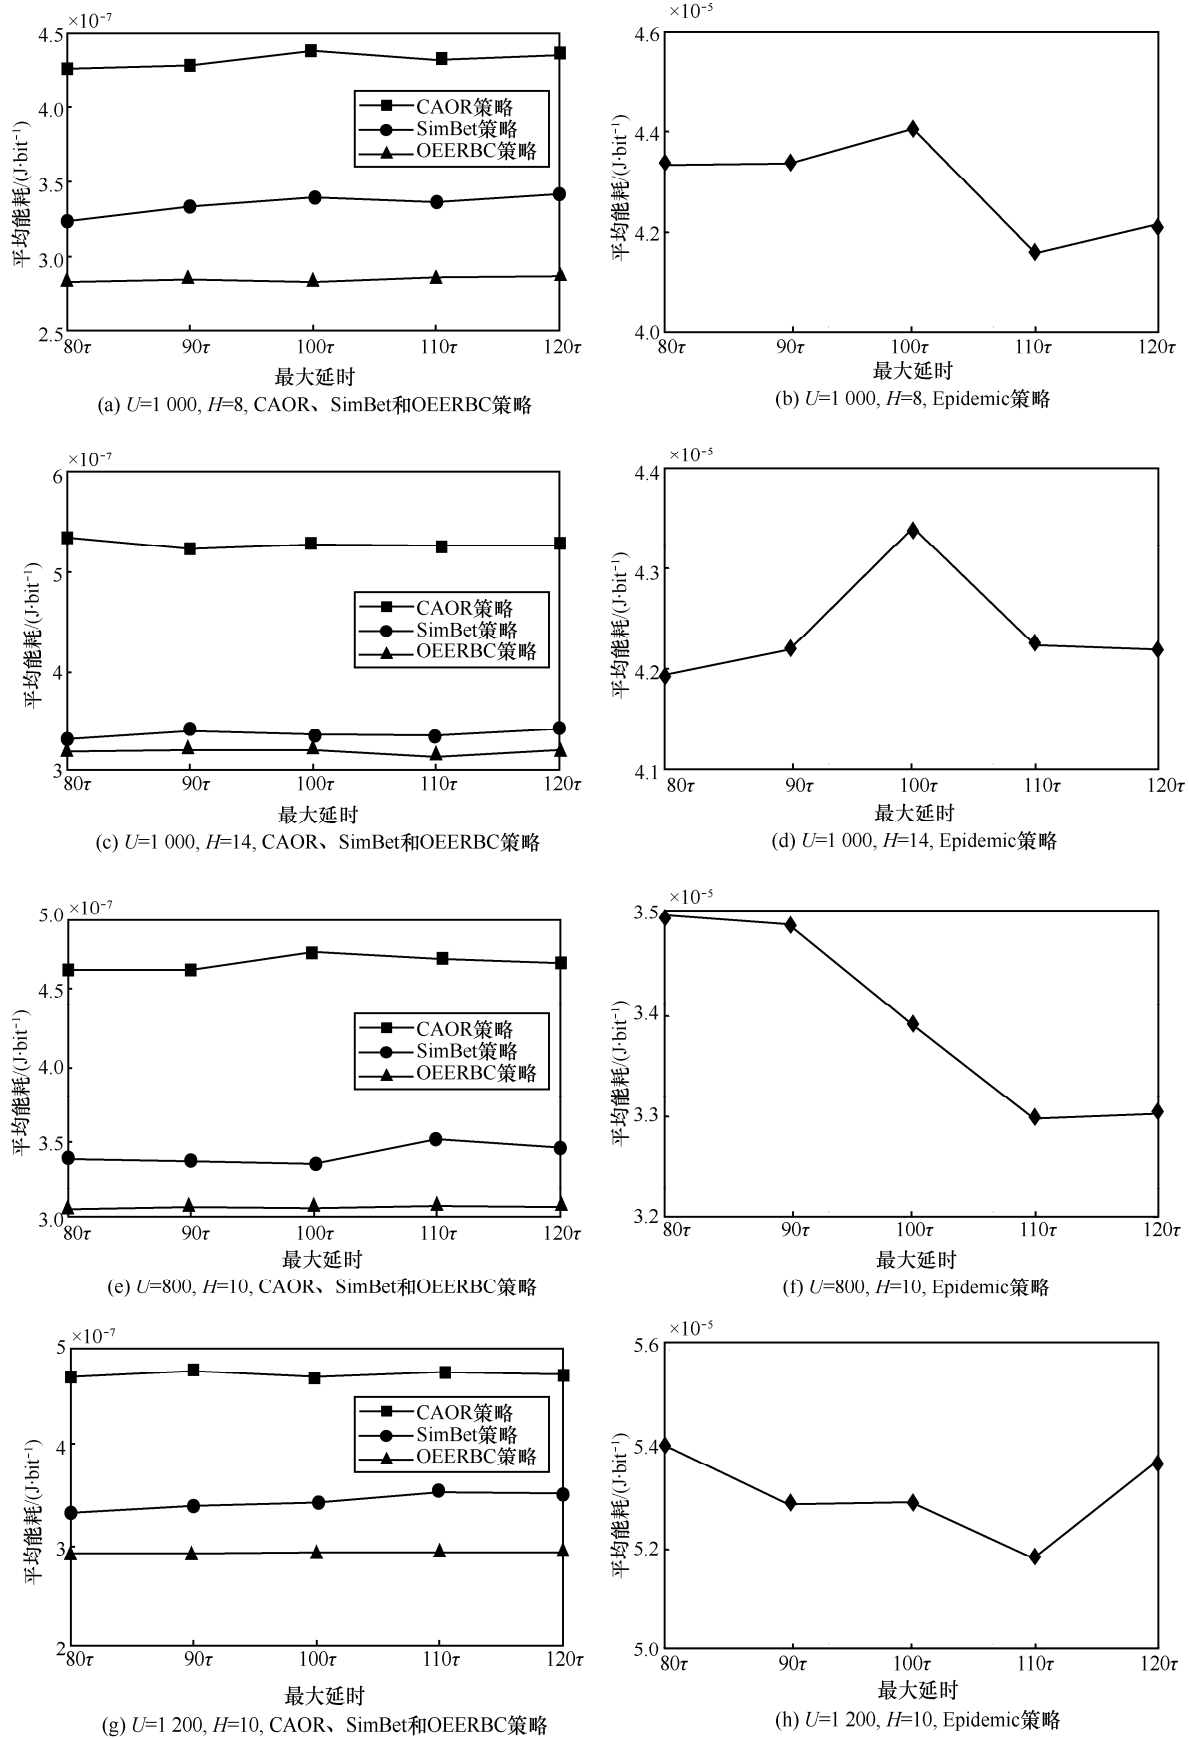 ×10⁻⁷
4.5
4.0
3.5
3.0
2.5
平均能耗/(J·bit⁻¹)
CAOR策略
SimBet策略
OEERBC策略
80τ 90τ 100τ 110τ 120τ
最大延时
(a) U=1 000, H=8, CAOR、SimBet和OEERBC策略
×10⁻⁵
4.6
4.4
4.2
4.0
平均能耗/(J·bit⁻¹)
80τ 90τ 100τ 110τ 120τ
最大延时
(b) U=1 000, H=8, Epidemic策略
×10⁻⁷
6
5
4
3
平均能耗/(J·bit⁻¹)
CAOR策略
SimBet策略
OEERBC策略
80τ 90τ 100τ 110τ 120τ
最大延时
(c) U=1 000, H=14, CAOR、SimBet和OEERBC策略
×10⁻⁵
4.4
4.3
4.2
4.1
平均能耗/(J·bit⁻¹)
80τ 90τ 100τ 110τ 120τ
最大延时
(d) U=1 000, H=14, Epidemic策略
×10⁻⁷
5.0
4.5
4.0
3.5
3.0
平均能耗/(J·bit⁻¹)
CAOR策略
SimBet策略
OEERBC策略
80τ 90τ 100τ 110τ 120τ
最大延时
(e) U=800, H=10, CAOR、SimBet和OEERBC策略
×10⁻⁵
3.5
3.4
3.3
3.2
平均能耗/(J·bit⁻¹)
80τ 90τ 100τ 110τ 120τ
最大延时
(f) U=800, H=10, Epidemic策略
×10⁻⁷
5
4
3
2
平均能耗/(J·bit⁻¹)
CAOR策略
SimBet策略
OEERBC策略
80τ 90τ 100τ 110τ 120τ
最大延时
(g) U=1 200, H=10, CAOR、SimBet和OEERBC策略
×10⁻⁵
5.6
5.4
5.2
5.0
平均能耗/(J·bit⁻¹)
80τ 90τ 100τ 110τ 120τ
最大延时
(h) U=1 200, H=10, Epidemic策略